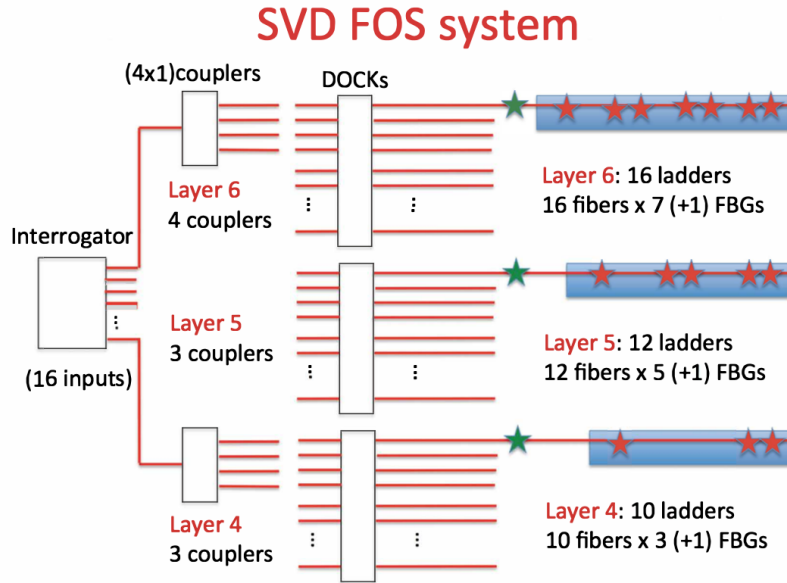 SVD FOS system
(4x1)couplers
DOCKs
Layer 6
4 couplers
...
...
Layer 6: 16 ladders
16 fibers x 7 (+1) FBGs
Interrogator
...
(16 inputs)
Layer 5
3 couplers
...
...
Layer 5: 12 ladders
12 fibers x 5 (+1) FBGs
Layer 4
3 couplers
...
...
Layer 4: 10 ladders
10 fibers x 3 (+1) FBGs